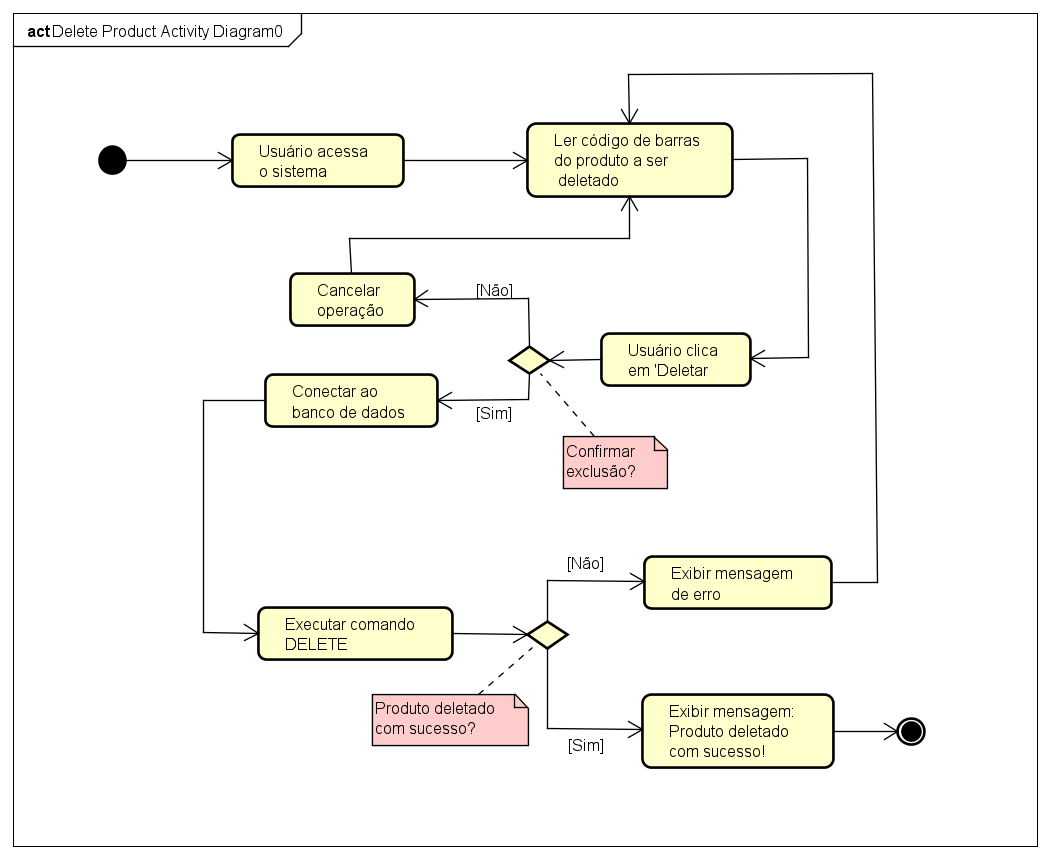 act Delete Product Activity Diagram0
Usuário acessa
o sistema
Ler código de barras
do produto a ser
deletado
Cancelar
operação
[Não]
Usuário clica
em 'Deletar
Conectar ao
banco de dados
[Sim]
Confirmar
exclusão?
[Não]
Exibir mensagem
de erro
Executar comando
DELETE
Produto deletado
com sucesso?
[Sim]
Exibir mensagem:
Produto deletado
com sucesso!